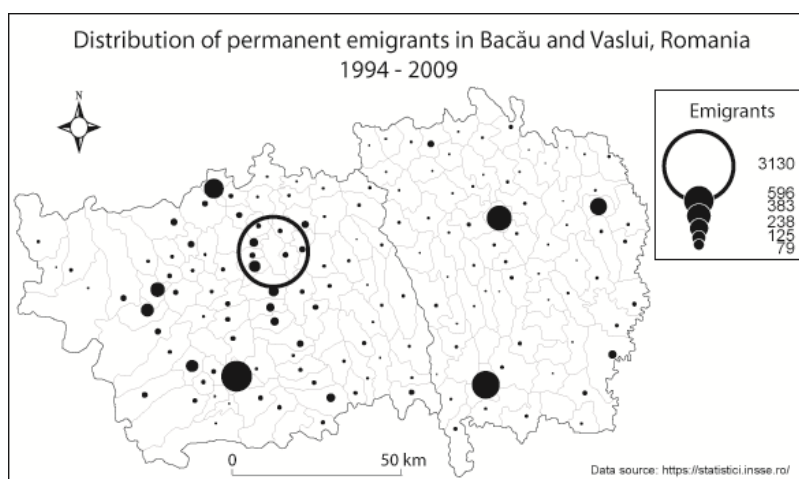 Distribution of permanent emigrants in Bacău and Vaslui, Romania
1994 - 2009
N
Emigrants
3130
596
383
238
125
79
0
50 km
Data source: https://statistici.insse.ro/